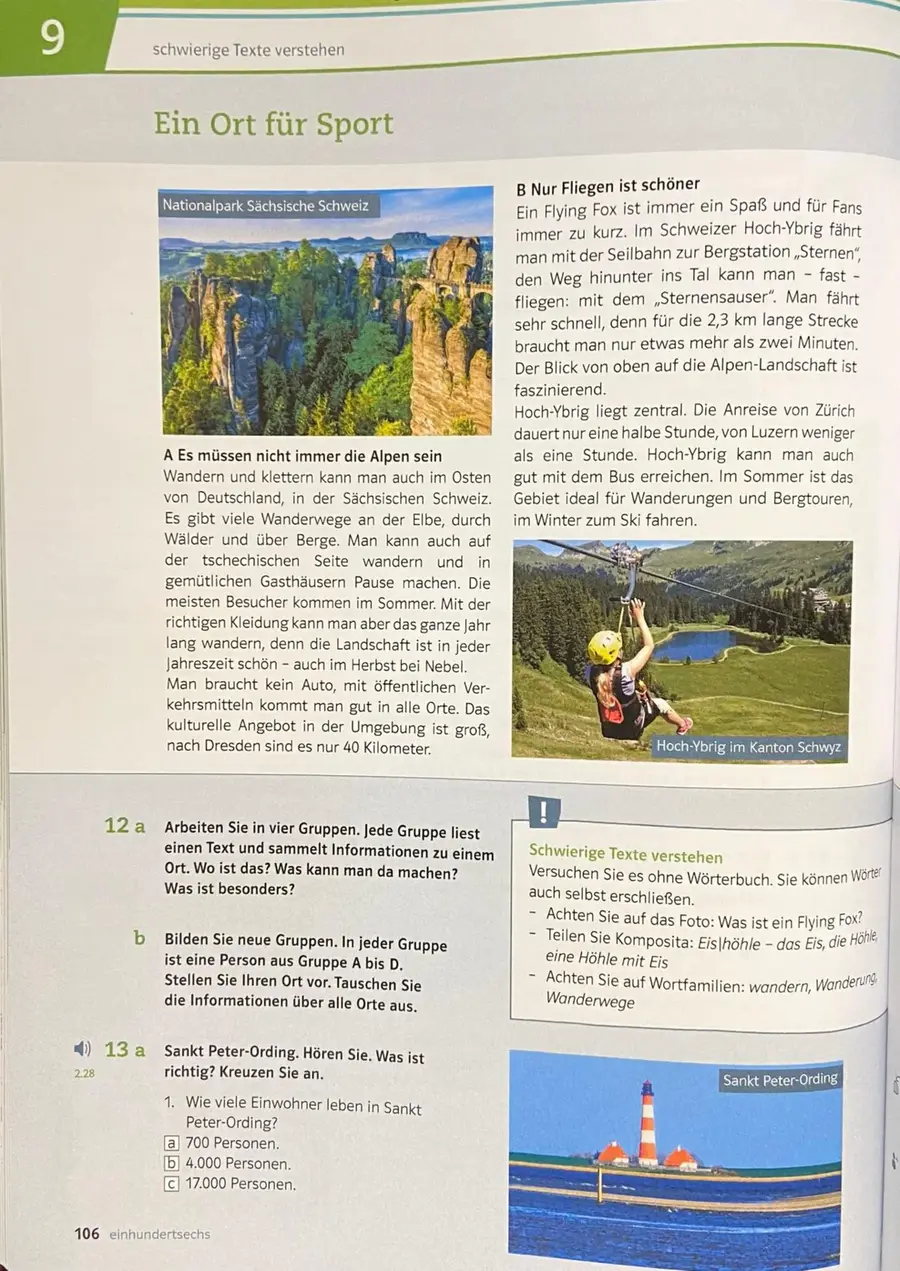 9
schwierige Texte verstehen
Ein Ort für Sport
Nationalpark Sächsische Schweiz
A Es müssen nicht immer die Alpen sein
Wandern und klettern kann man auch im Osten
von Deutschland, in der Sächsischen Schweiz.
Es gibt viele Wanderwege an der Elbe, durch
Wälder und über Berge. Man kann auch auf
der tschechischen Seite wandern und in
gemütlichen Gasthäusern Pause machen. Die
meisten Besucher kommen im Sommer. Mit der
richtigen Kleidung kann man aber das ganze Jahr
lang wandern, denn die Landschaft ist in jeder
Jahreszeit schön – auch im Herbst bei Nebel.
Man braucht kein Auto, mit öffentlichen Ver-
kehrsmitteln kommt man gut in alle Orte. Das
kulturelle Angebot in der Umgebung ist groß,
nach Dresden sind es nur 40 Kilometer.
B Nur Fliegen ist schöner
Ein Flying Fox ist immer ein Spaß und für Fans
immer zu kurz. Im Schweizer Hoch-Ybrig fährt
man mit der Seilbahn zur Bergstation „Sternen“,
den Weg hinunter ins Tal kann man – fast –
fliegen: mit dem „Sternensauser“. Man fährt
sehr schnell, denn für die 2,3 km lange Strecke
braucht man nur etwas mehr als zwei Minuten.
Der Blick von oben auf die Alpen-Landschaft ist
faszinierend.
Hoch-Ybrig liegt zentral. Die Anreise von Zürich
dauert nur eine halbe Stunde, von Luzern weniger
als eine Stunde. Hoch-Ybrig kann man auch
gut mit dem Bus erreichen. Im Sommer ist das
Gebiet ideal für Wanderungen und Bergtouren,
im Winter zum Ski fahren.
Hoch-Ybrig im Kanton Schwyz
12 a Arbeiten Sie in vier Gruppen. Jede Gruppe liest
einen Text und sammelt Informationen zu einem
Ort. Wo ist das? Was kann man da machen?
Was ist besonders?
b Bilden Sie neue Gruppen. In jeder Gruppe
ist eine Person aus Gruppe A bis D.
Stellen Sie Ihren Ort vor. Tauschen Sie
die Informationen über alle Orte aus.
!
Schwierige Texte verstehen
Versuchen Sie es ohne Wörterbuch. Sie können Wörter
auch selbst erschließen.
– Achten Sie auf das Foto: Was ist ein Flying Fox?
– Teilen Sie Komposita: Eis|höhle – das Eis, die Höhle,
eine Höhle mit Eis
– Achten Sie auf Wortfamilien: wandern, Wanderung,
Wanderwege
13 a Sankt Peter-Ording. Hören Sie. Was ist
2.28 richtig? Kreuzen Sie an.
1. Wie viele Einwohner leben in Sankt
Peter-Ording?
a 700 Personen.
b 4.000 Personen.
c 17.000 Personen.
Sankt Peter-Ording
106 einhundertsechs